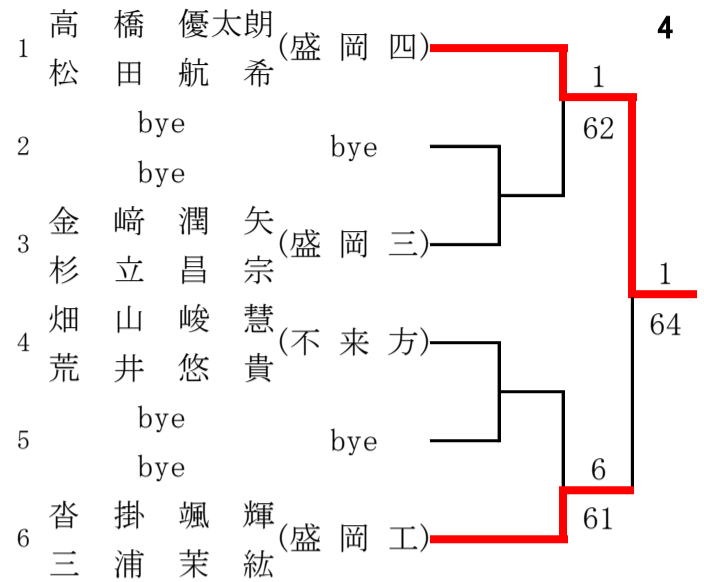 4
1 高橋 優太朗 (盛岡四)
松田 航希
1
62
2 bye bye
bye
3 金﨑 潤矢 (盛岡三)
杉立 昌宗
1
64
4 畑山 峻慧 (不来方)
荒井 悠貴
5 bye bye
bye
6
61
6 沓掛 颯輝 (盛岡工)
三浦 茉紘